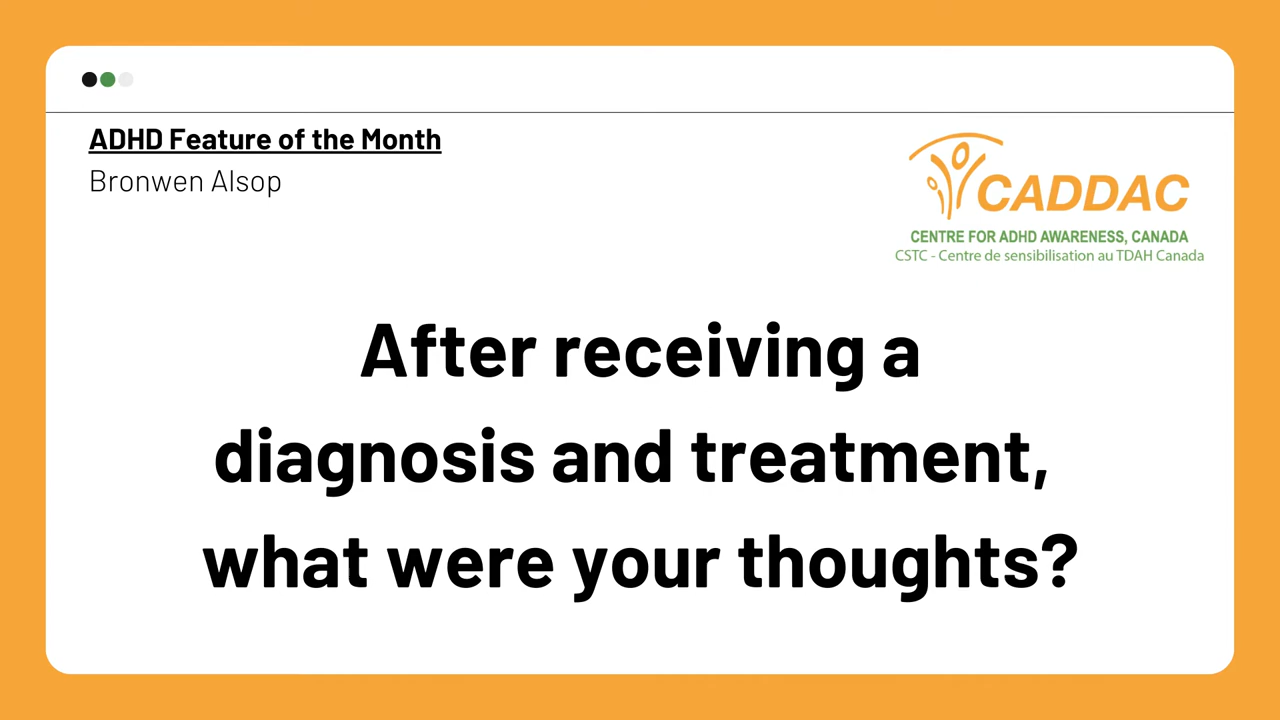 ADHD Feature of the Month
Bronwen Alsop
CADDAC
CENTRE FOR ADHD AWARENESS, CANADA
CSTC - Centre de sensibilisation au TDAH Canada
After receiving a
diagnosis and treatment,
what were your thoughts?